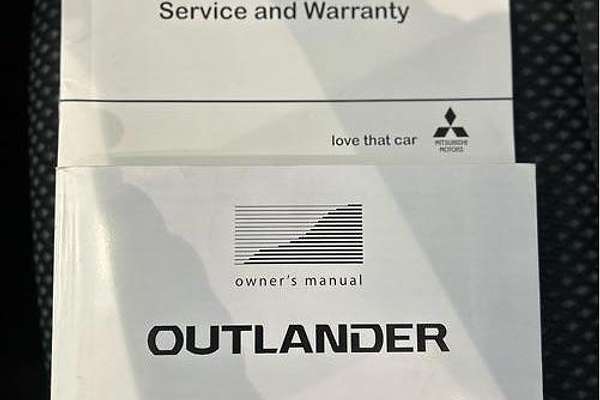 Service and Warranty
love that car
MITSUBISHI
MOTORS
owner's manual
OUTLANDER